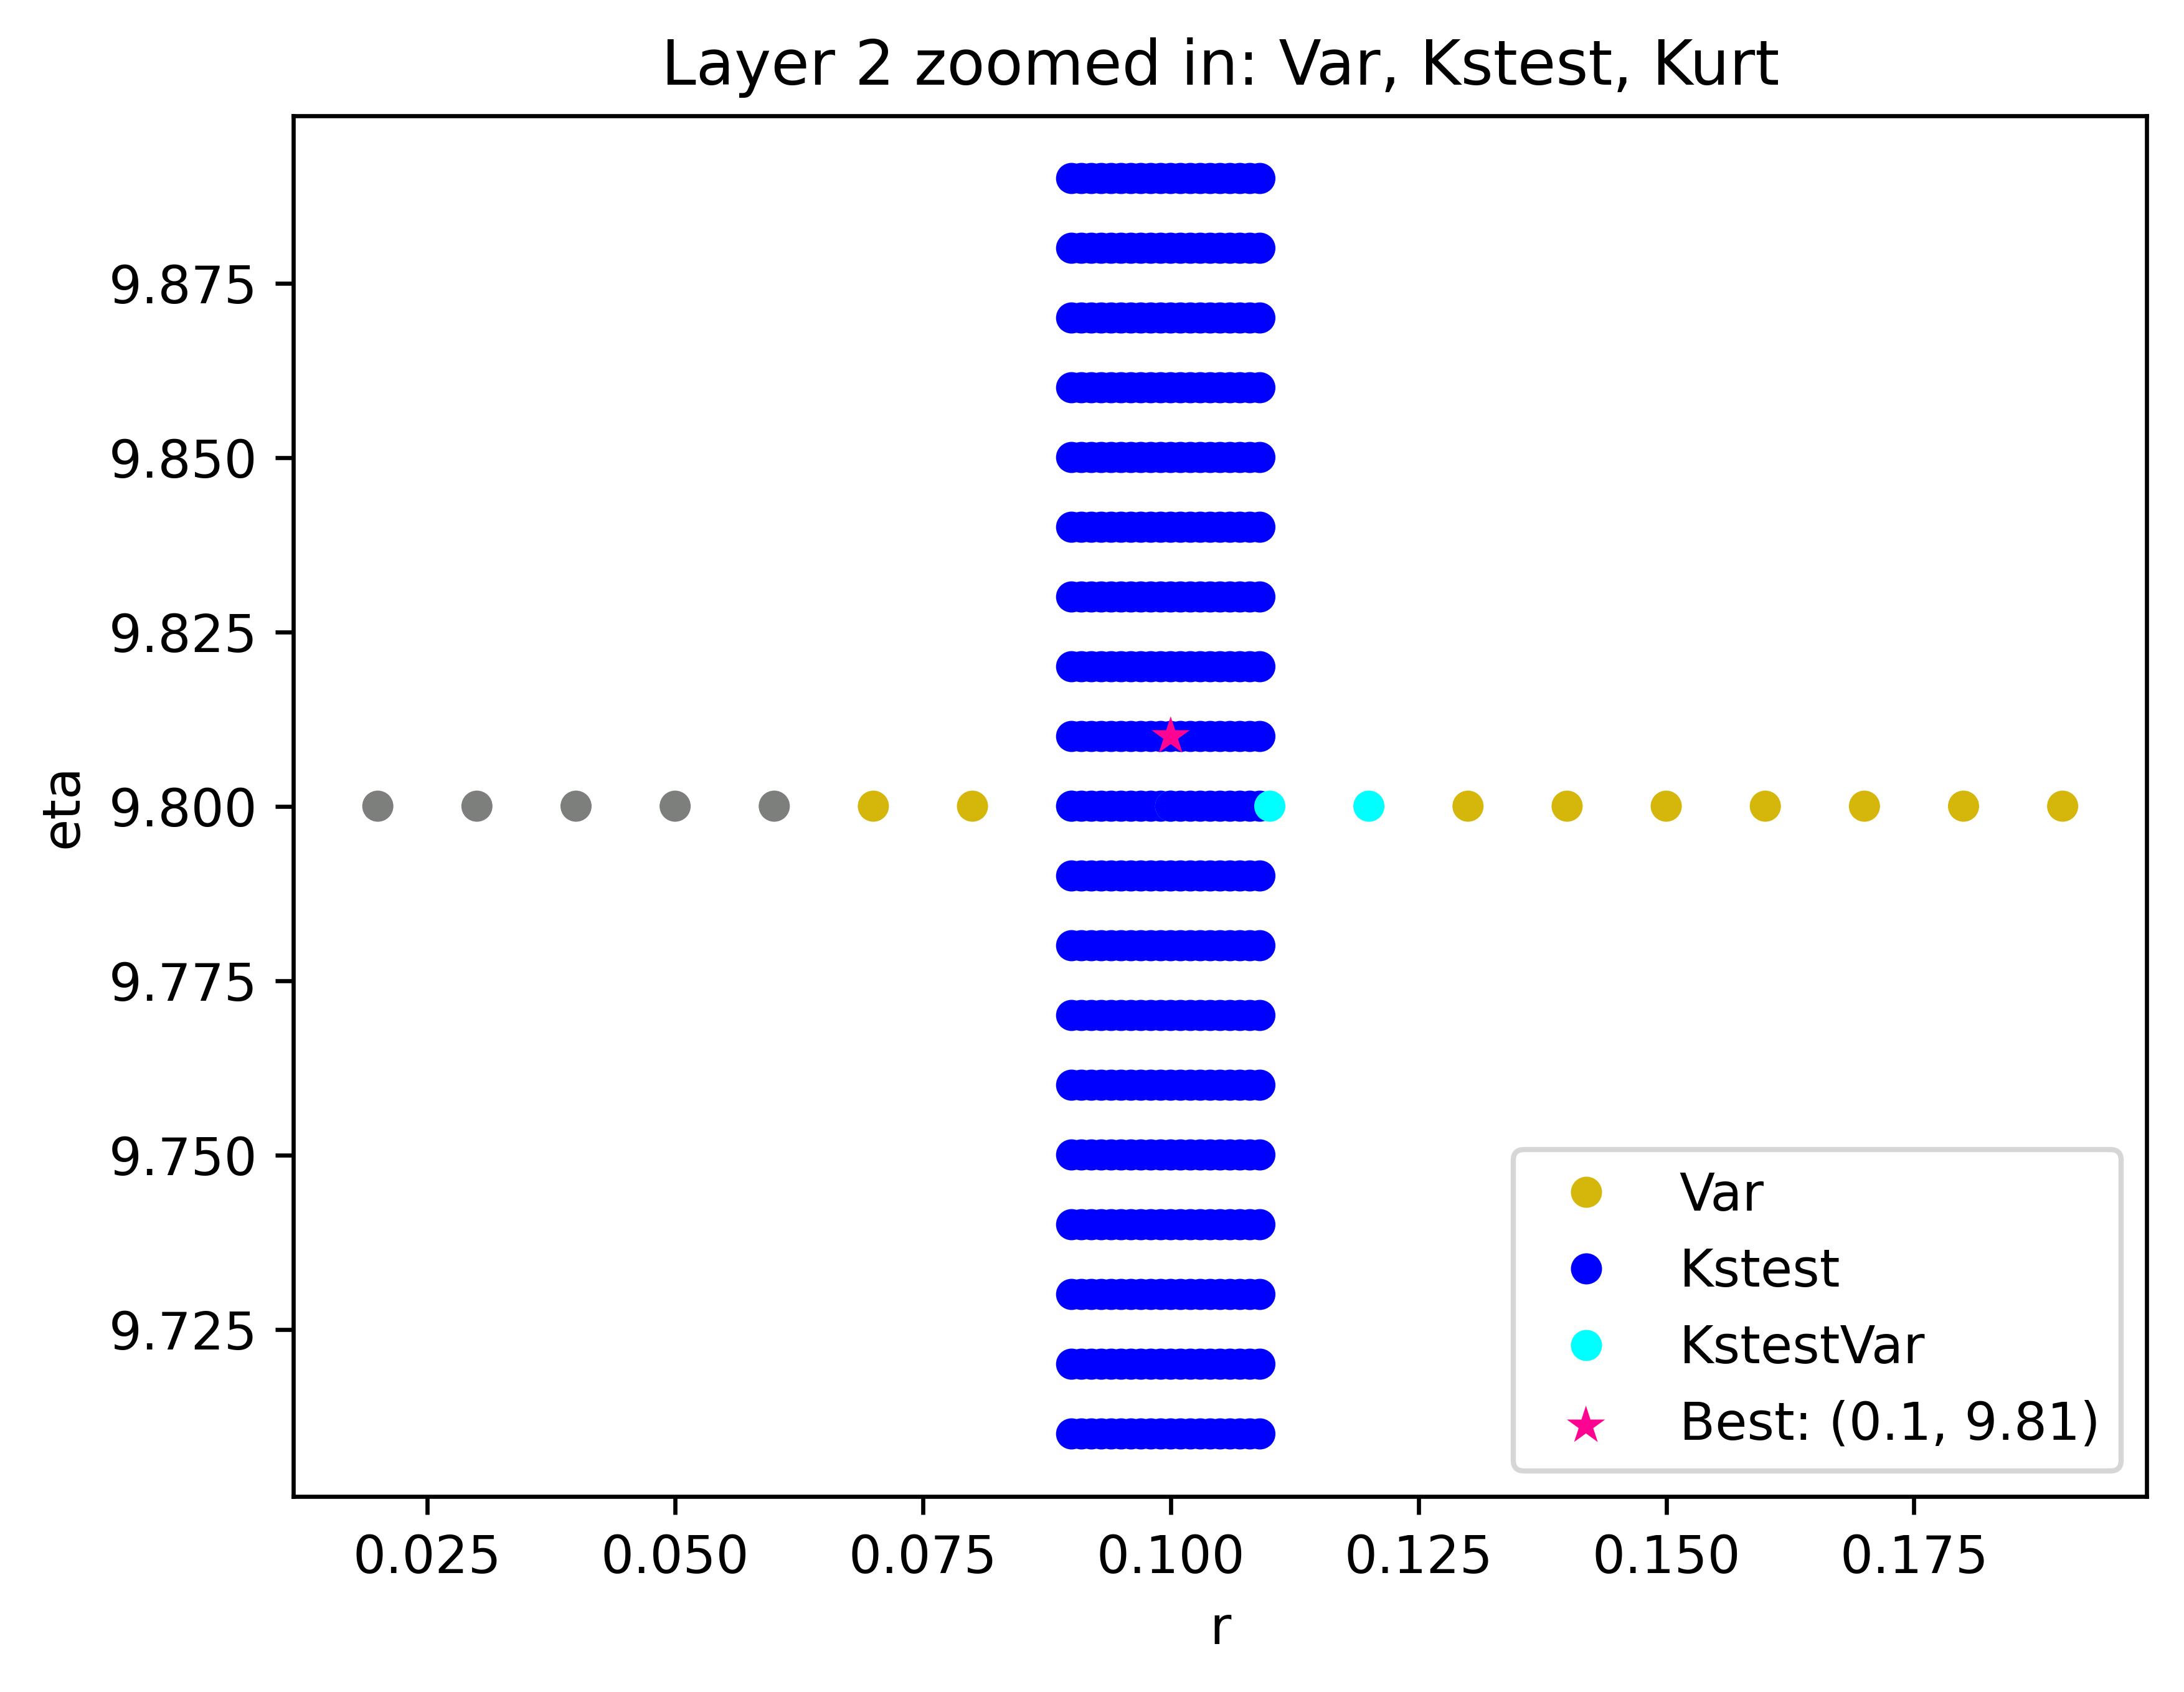 Layer 2 zoomed in: Var, Kstest, Kurt
eta
9.875
9.850
9.825
9.800
9.775
9.750
9.725
Var
Kstest
KstestVar
Best: (0.1, 9.81)
0.025 0.050 0.075 0.100 0.125 0.150 0.175
r